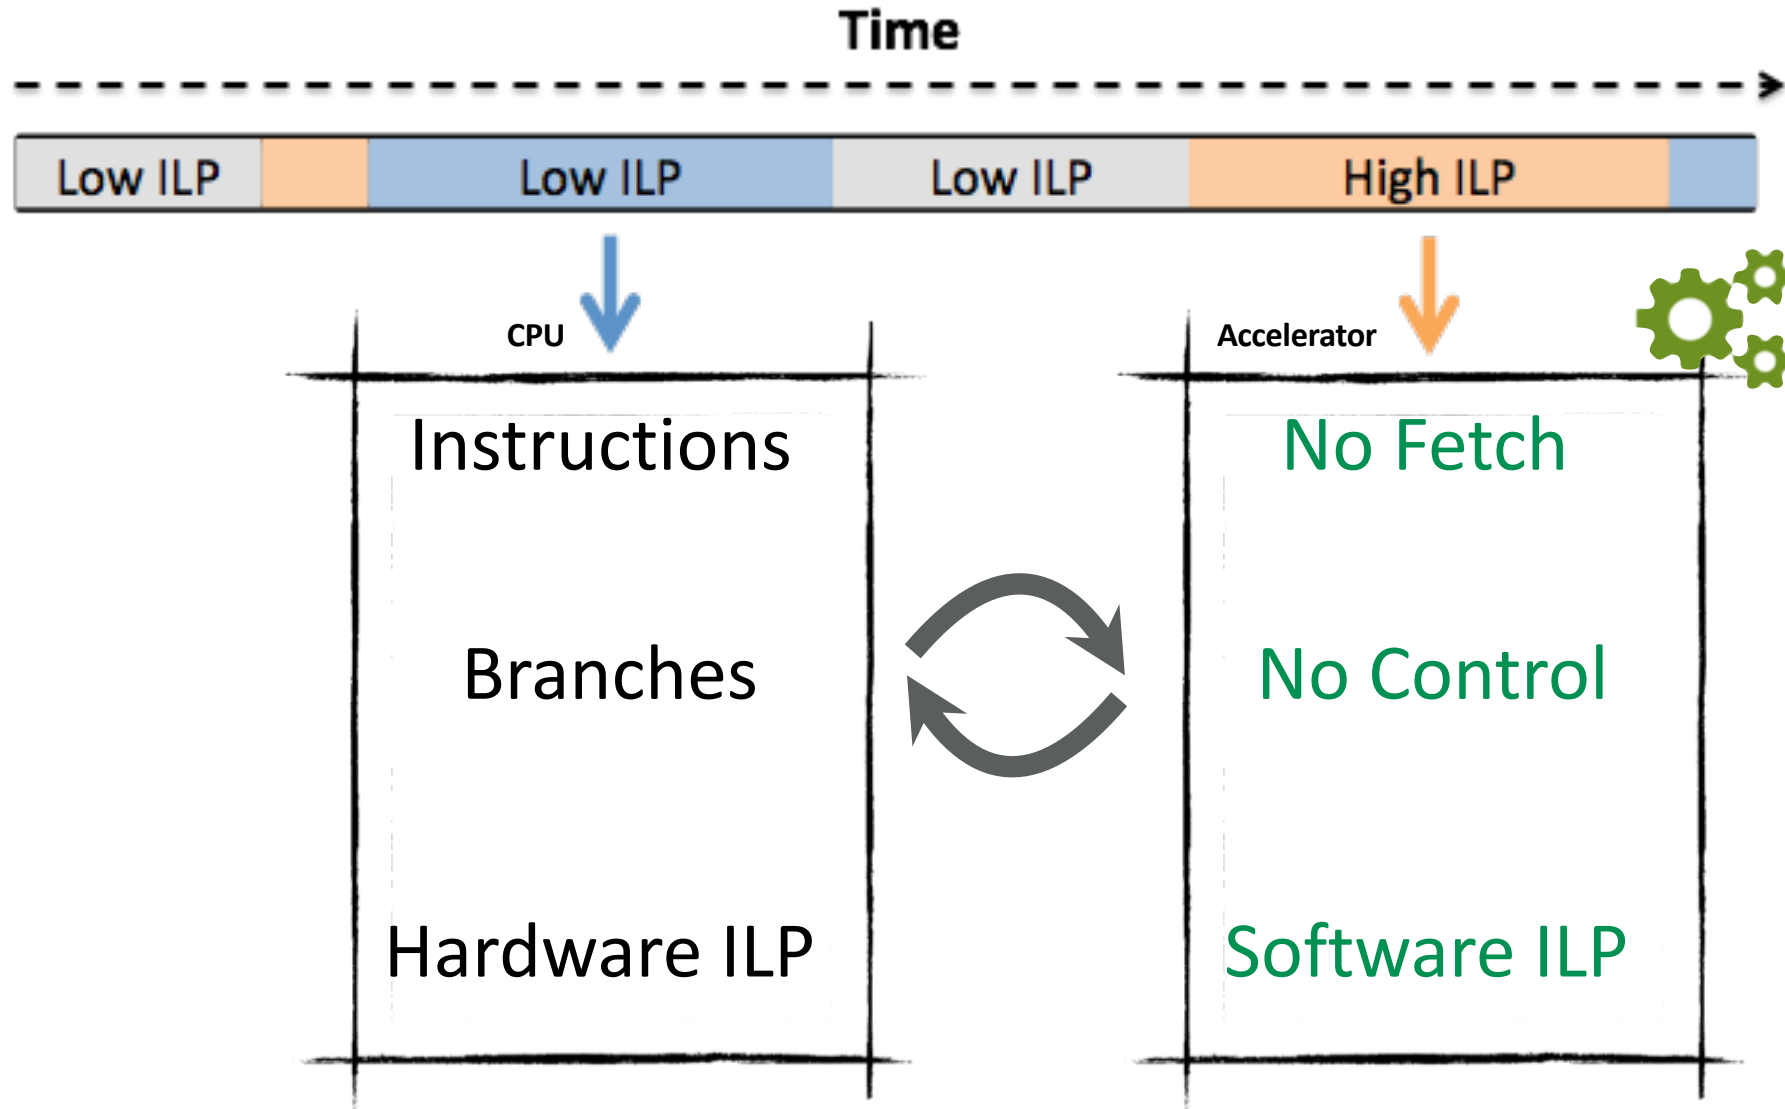 Time
Low ILP Low ILP Low ILP High ILP
CPU
Instructions
Branches
Hardware ILP
Accelerator
No Fetch
No Control
Software ILP